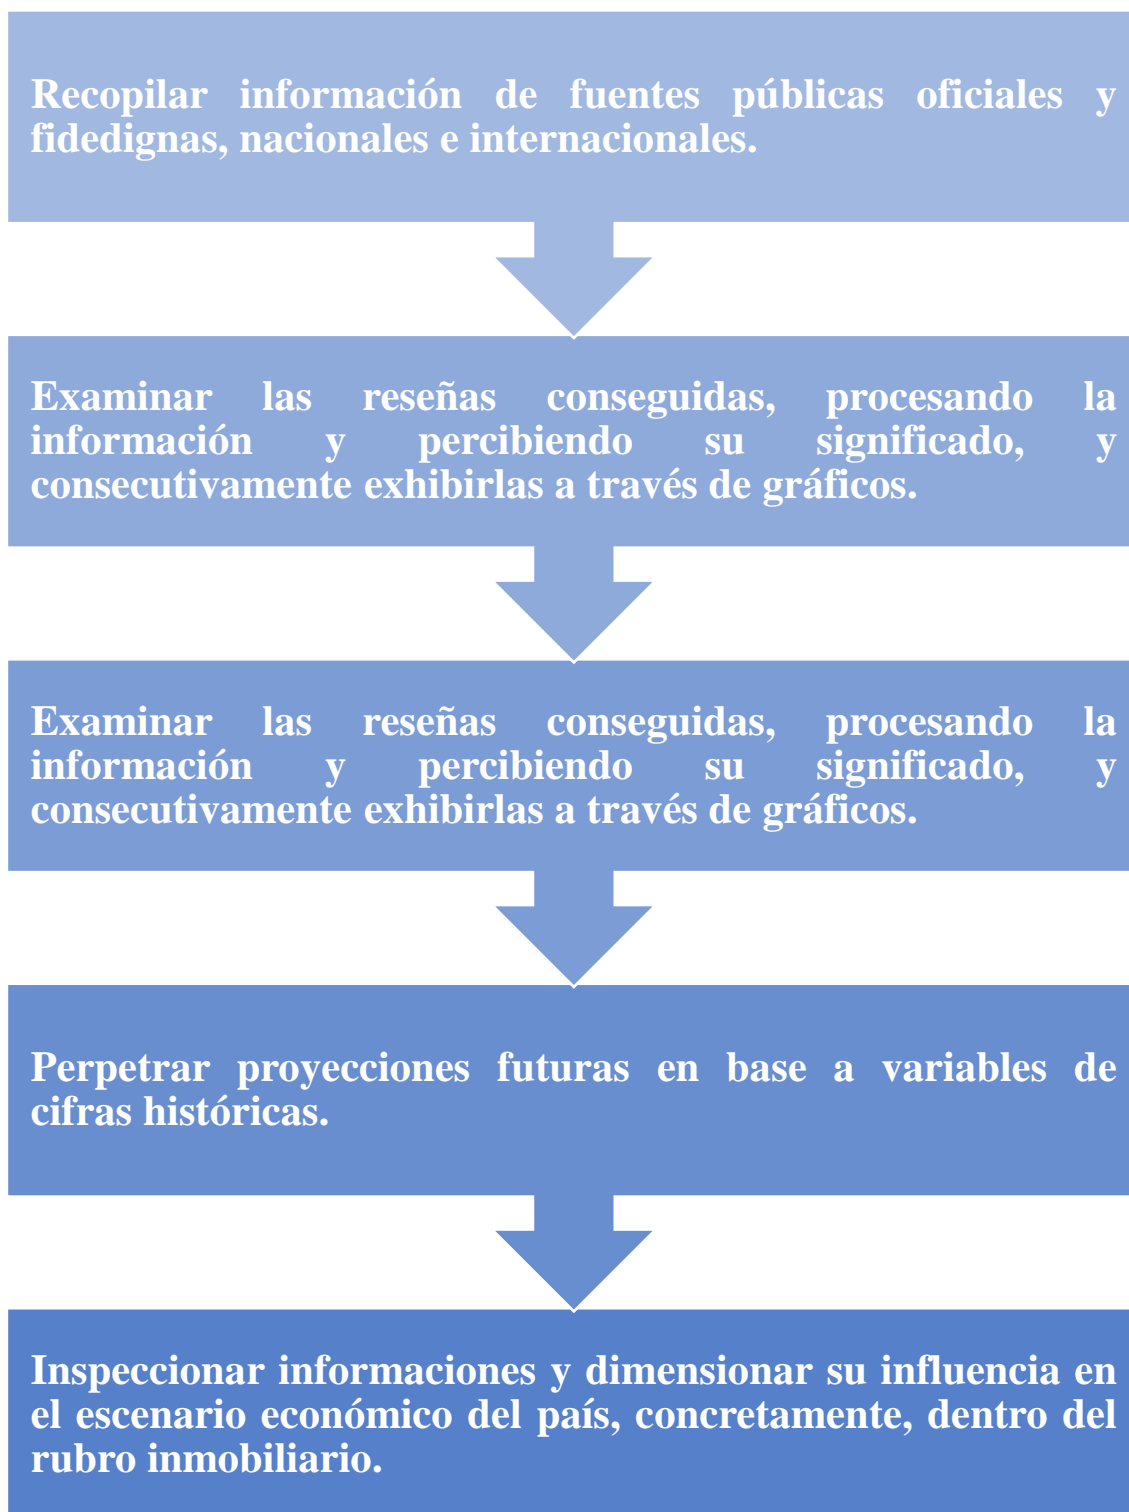 Recopilar información de fuentes públicas oficiales y
fidedignas, nacionales e internacionales.
Examinar las reseñas conseguidas, procesando la
información y percibiendo su significado, y
consecutivamente exhibirlas a través de gráficos.
Examinar las reseñas conseguidas, procesando la
información y percibiendo su significado, y
consecutivamente exhibirlas a través de gráficos.
Perpetrar proyecciones futuras en base a variables de
cifras históricas.
Inspeccionar informaciones y dimensionar su influencia en
el escenario económico del país, concretamente, dentro del
rubro inmobiliario.